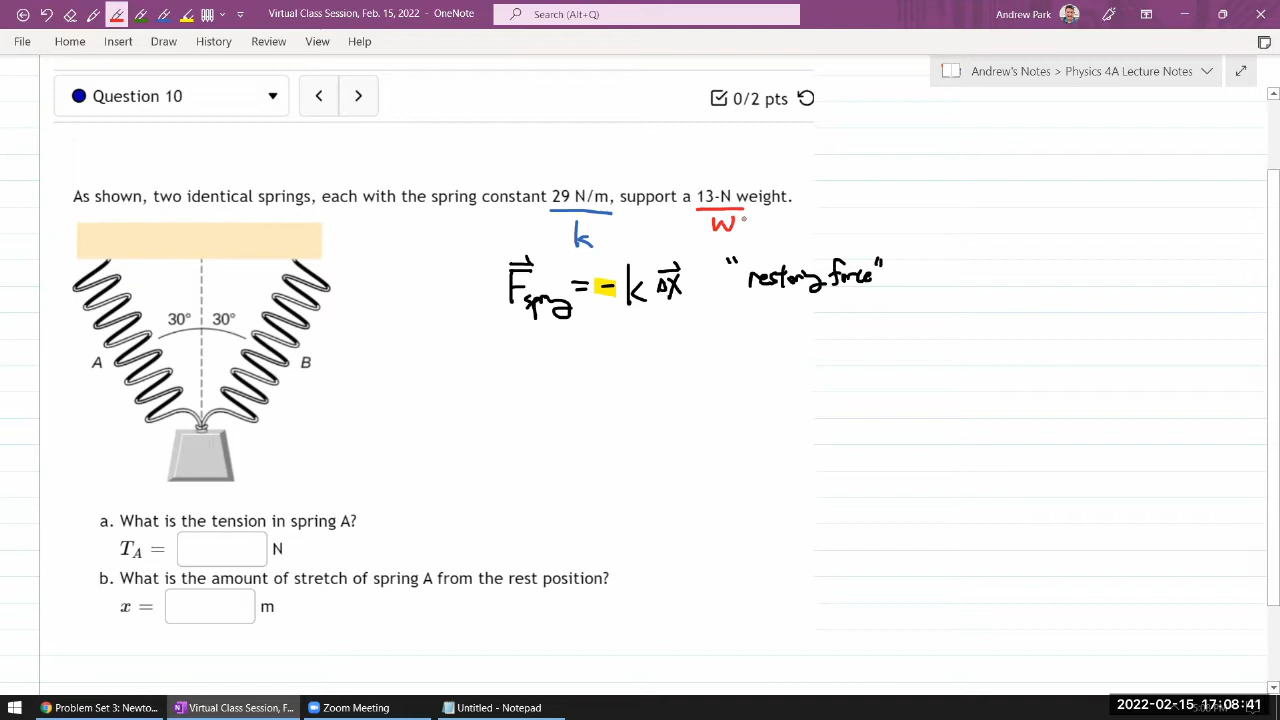 Virtual Class Session, Feb. 15, 2022 - OneNote
Search (Alt+Q)
Andrew Park
File Home Insert Draw History Review View Help
Andrew's Notes > Physics 4A Lecture Notes
Question 10
0/2 pts
As shown, two identical springs, each with the spring constant 29 N/m, support a 13-N weight.
k
W
F spring = - k Δx "restoring force"
30° 30°
A B
a. What is the tension in spring A?
T_A = N
b. What is the amount of stretch of spring A from the rest position?
x = m
Problem Set 3: Newto... Virtual Class Session, F... Zoom Meeting Untitled - Notepad
2022-02-15 17:08:41